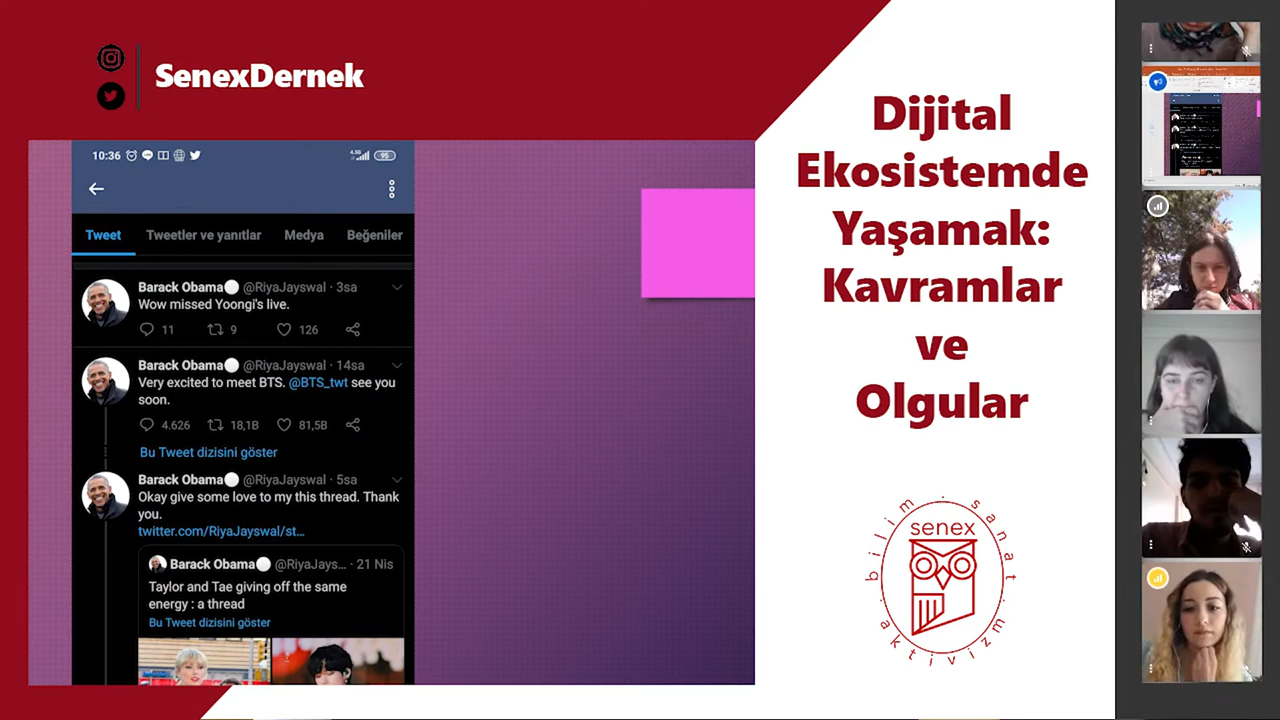 SenexDernek
10:36
4.5G
95
Tweet Tweetler ve yanıtlar Medya Beğeniler
Barack Obama @RiyaJayswal · 3sa
Wow missed Yoongi's live.
11 9 126
Barack Obama @RiyaJayswal · 14sa
Very excited to meet BTS. @BTS_twt see you
soon.
4.626 18,1B 81,5B
Bu Tweet dizisini göster
Barack Obama @RiyaJayswal · 5sa
Okay give some love to my this thread. Thank
you.
twitter.com/RiyaJayswal/st...
Barack Obama @RiyaJays... · 21 Nis
Taylor and Tae giving off the same
energy : a thread
Bu Tweet dizisini göster
Dijital
Ekosistemde
Yaşamak:
Kavramlar
ve
Olgular
bilim · sanat · aktivizm
senex